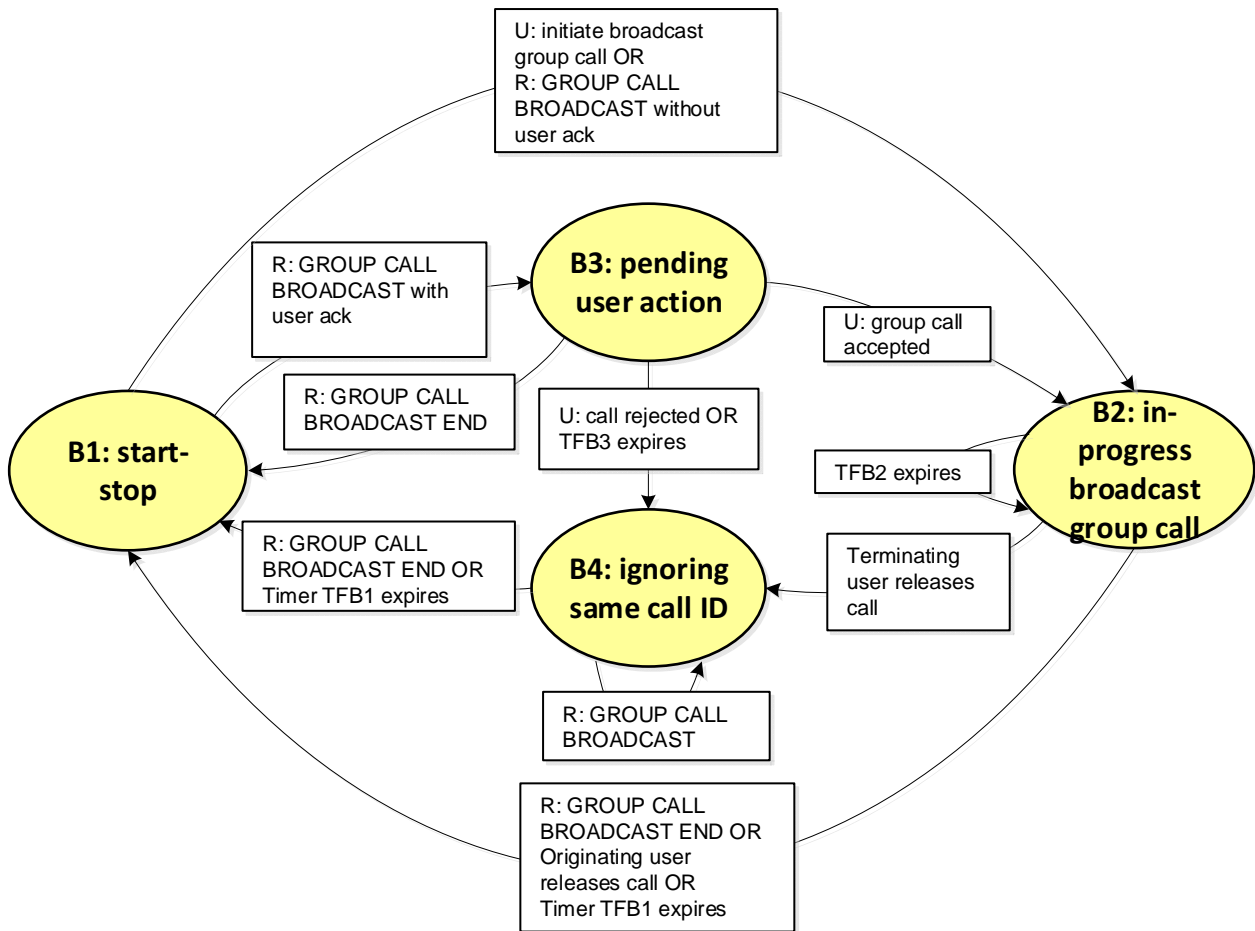 U: initiate broadcast
group call OR
R: GROUP CALL
BROADCAST without
user ack
B3: pending
user action
R: GROUP CALL
BROADCAST with
user ack
U: group call
accepted
R: GROUP CALL
BROADCAST END
U: call rejected OR
TFB3 expires
B1: start-
stop
B2: in-
progress
broadcast
group call
TFB2 expires
R: GROUP CALL
BROADCAST END OR
Timer TFB1 expires
B4: ignoring
same call ID
Terminating
user releases
call
R: GROUP CALL
BROADCAST
R: GROUP CALL
BROADCAST END OR
Originating user
releases call OR
Timer TFB1 expires